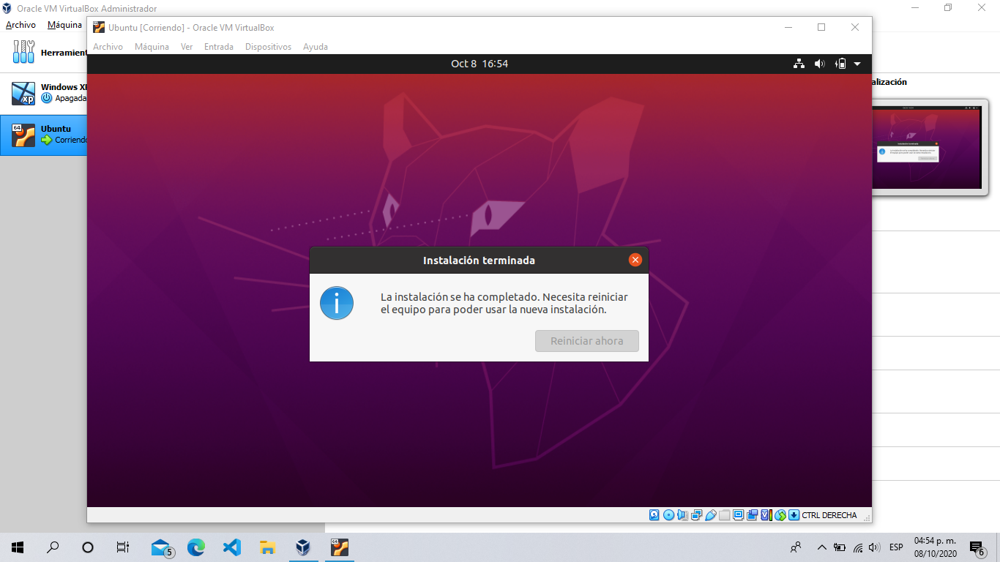 Oracle VM VirtualBox Administrador
Archivo Máquina
Herramient
Windows XP
Apagada
64
Ubuntu
Corriendo
xp
alización
Ubuntu [Corriendo] - Oracle VM VirtualBox
Archivo Máquina Ver Entrada Dispositivos Ayuda
Oct 8 16:54
Instalación terminada
La instalación se ha completado. Necesita reiniciar
el equipo para poder usar la nueva instalación.
Reiniciar ahora
CTRL DERECHA
5
ESP
04:54 p. m.
08/10/2020
6